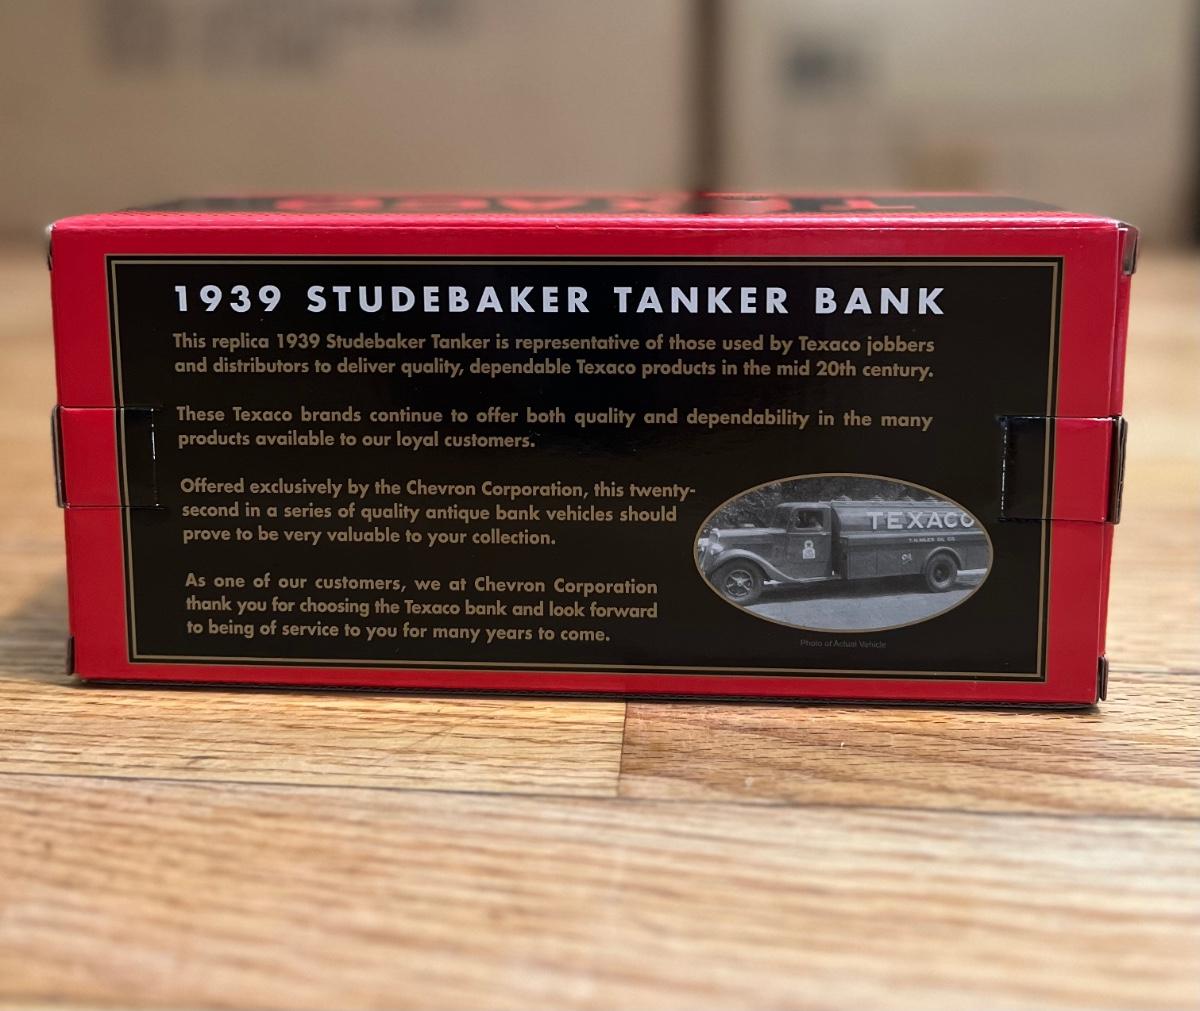 TEXACO
1939 STUDEBAKER TANKER BANK
This replica 1939 Studebaker Tanker is representative of those used by Texaco jobbers
and distributors to deliver quality, dependable Texaco products in the mid 20th century.
These Texaco brands continue to offer both quality and dependability in the many
products available to our loyal customers.
Offered exclusively by the Chevron Corporation, this twenty-
second in a series of quality antique bank vehicles should
prove to be very valuable to your collection.
As one of our customers, we at Chevron Corporation
thank you for choosing the Texaco bank and look forward
to being of service to you for many years to come.
TEXACO
OIL CO.
Photo of Actual Vehicle